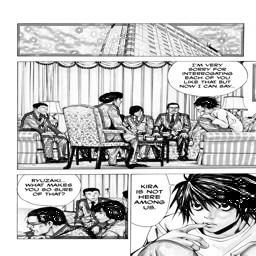 I'M VERY
SORRY FOR
INTERROGATING
EACH OF YOU
LIKE THAT BUT
NOW I CAN SAY...
RYUZAKI...
WHAT MAKES
YOU SO SURE
OF THAT?
KIRA
IS NOT
HERE
AMONG
US.